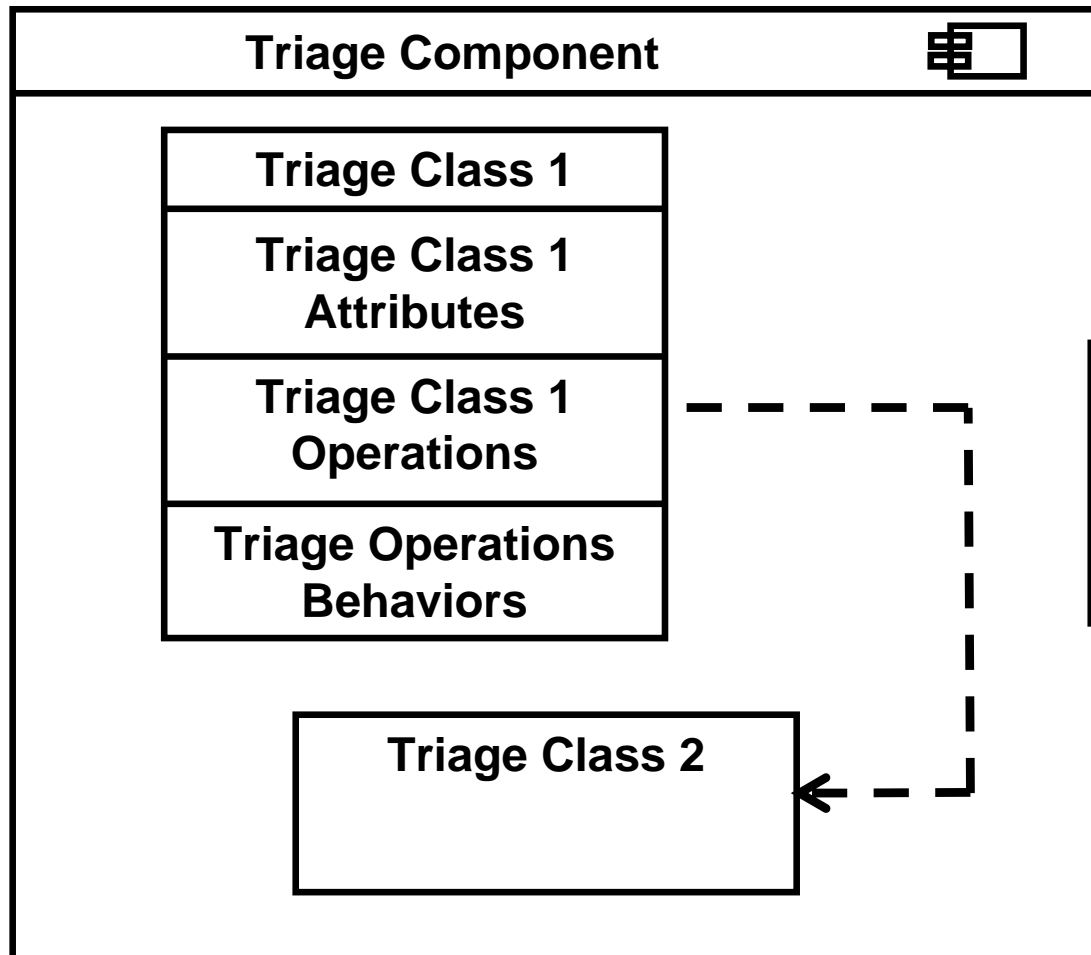 Triage Component
Triage Class 1
Triage Class 1
Attributes
Triage Class 1
Operations
Triage Operations
Behaviors
Triage Class 2